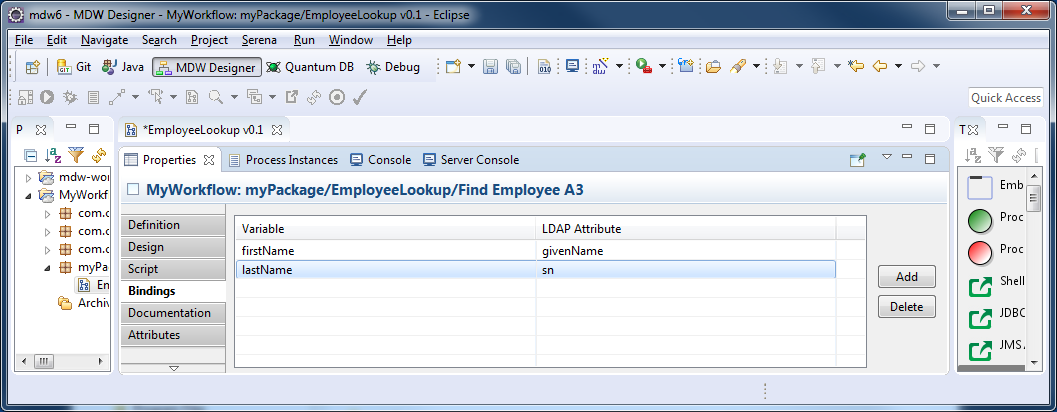 mdw6 - MDW Designer - MyWorkflow: myPackage/EmployeeLookup v0.1 - Eclipse
File Edit Navigate Search Project Serena Run Window Help
Git Java MDW Designer Quantum DB Debug
Quick Access
P
*EmployeeLookup v0.1
T
Properties Process Instances Console Server Console
MyWorkflow: myPackage/EmployeeLookup/Find Employee A3
mdw-wor
MyWorkfl
com.c
com.c
com.c
myPa
En
Archiv
Definition
Design
Script
Bindings
Documentation
Attributes
Variable LDAP Attribute
firstName givenName
lastName sn
Add
Delete
Emb
Proc
Proc
Shell
JDBC
JMS